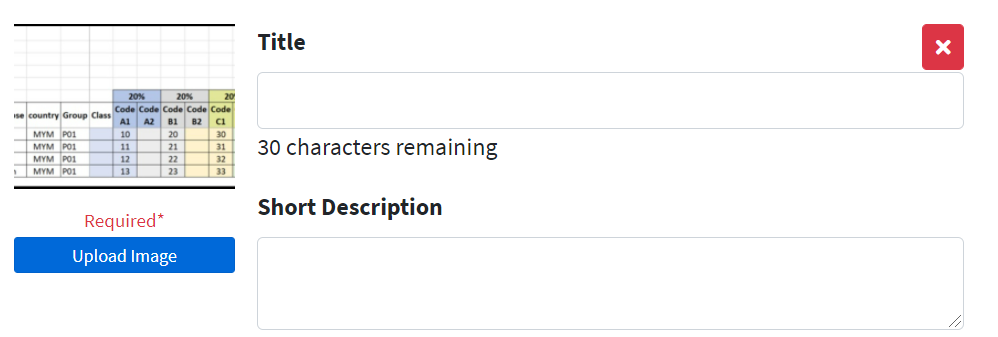 Title
20%
20%
20
se country Group Class Code A1 Code A2 Code B1 Code B2 Code C1
MYM P01 10 20 30
MYM P01 11 21 31
MYM P01 12 22 32
MYM P01 13 23 33
30 characters remaining
Short Description
Required*
Upload Image